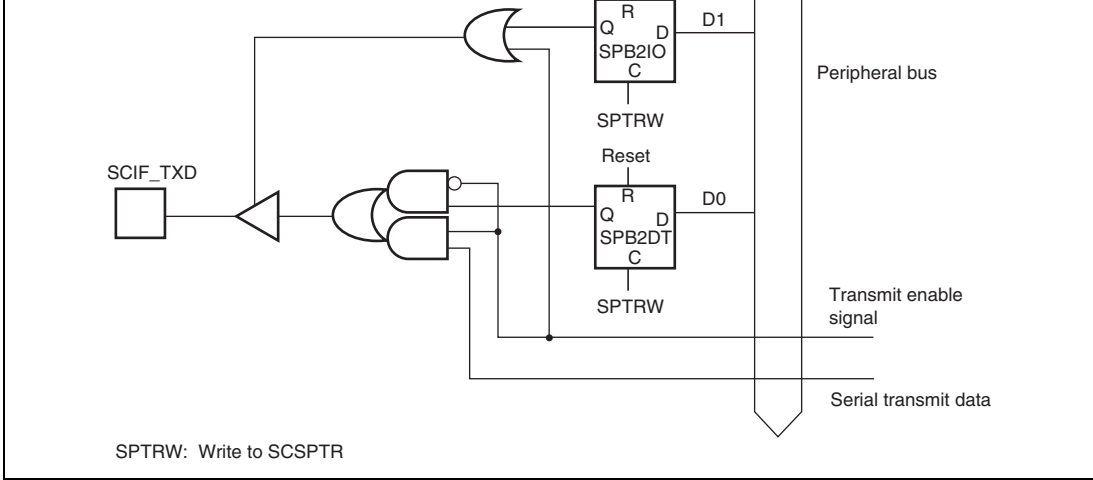 R
D1
Q
D
SPB2IO
C
Peripheral bus
SPTRW
Reset
SCIF_TXD
R
D0
Q
D
SPB2DT
C
SPTRW
Transmit enable
signal
Serial transmit data
SPTRW: Write to SCSPTR